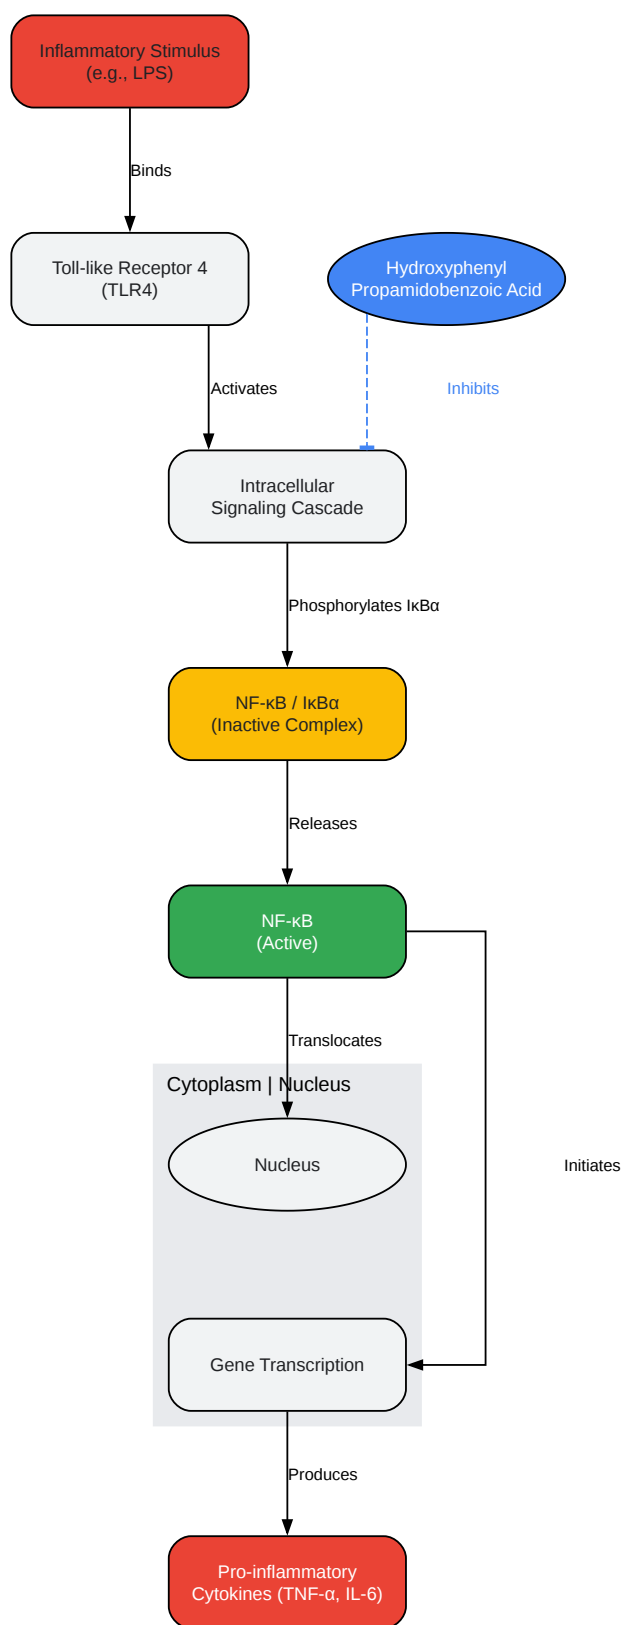 Inflammatory Stimulus
(e.g., LPS)
Binds
Toll-like Receptor 4
(TLR4)
Hydroxyphenyl
Propamidobenzoic Acid
Activates
Inhibits
Intracellular
Signaling Cascade
Phosphorylates IκBα
NF-κB / IκBα
(Inactive Complex)
Releases
NF-κB
(Active)
Translocates
Cytoplasm | Nucleus
Nucleus
Initiates
Gene Transcription
Produces
Pro-inflammatory
Cytokines (TNF-α, IL-6)